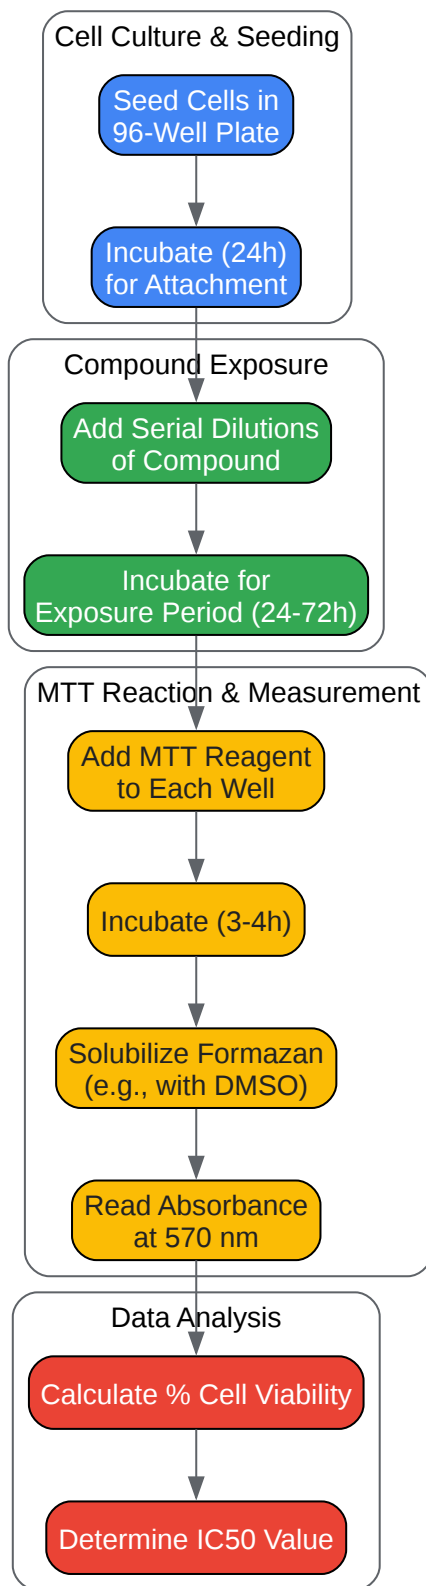 Cell Culture & Seeding
Seed Cells in
96-Well Plate
Incubate (24h)
for Attachment
Compound Exposure
Add Serial Dilutions
of Compound
Incubate for
Exposure Period (24-72h)
MTT Reaction & Measurement
Add MTT Reagent
to Each Well
Incubate (3-4h)
Solubilize Formazan
(e.g., with DMSO)
Read Absorbance
at 570 nm
Data Analysis
Calculate % Cell Viability
Determine IC50 Value